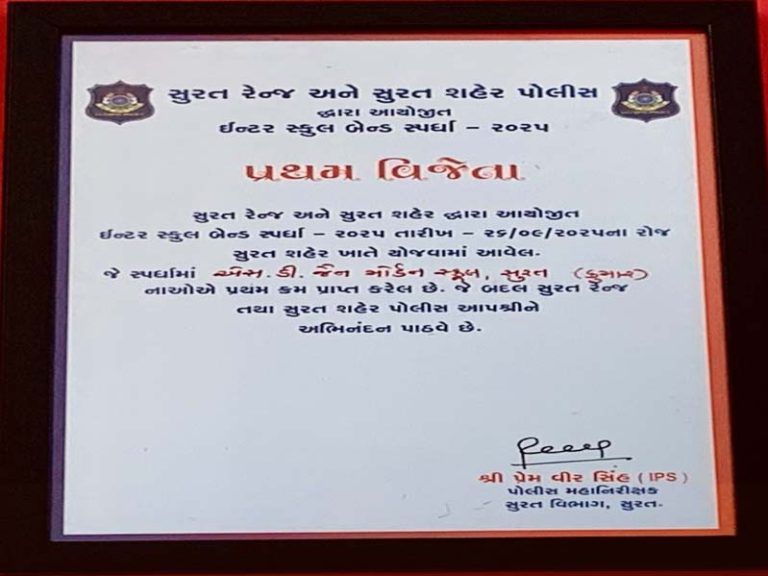 સુરત રેન્જ અને સુરત શહેર પોલીસ
દ્વારા આયોજીત
ઈન્ટર સ્કુલ બેન્ડ સ્પર્ધા – ૨૦૨૫
પ્રથમ વિજેતા
સુરત રેન્જ અને સુરત શહેર દ્વારા આયોજીત
ઈન્ટર સ્કુલ બેન્ડ સ્પર્ધા – ૨૦૨૫ તારીખ – ૨૬/૦૯/૨૦૨૫ના રોજ
સુરત શહેર ખાતે યોજવામાં આવેલ.
જે સ્પર્ધામાં એસ.ડી. જૈન મોર્ડન સ્કૂલ, સુરત (કુમાર)
નાઓએ પ્રથમ ક્રમ પ્રાપ્ત કરેલ છે. જે બદલ સુરત રેન્જ
તથા સુરત શહેર પોલીસ આપશ્રીને
અભિનંદન પાઠવે છે.
શ્રી પ્રેમ વીર સિંહ (IPS)
પોલીસ મહાનિરીક્ષક
સુરત વિભાગ, સુરત.